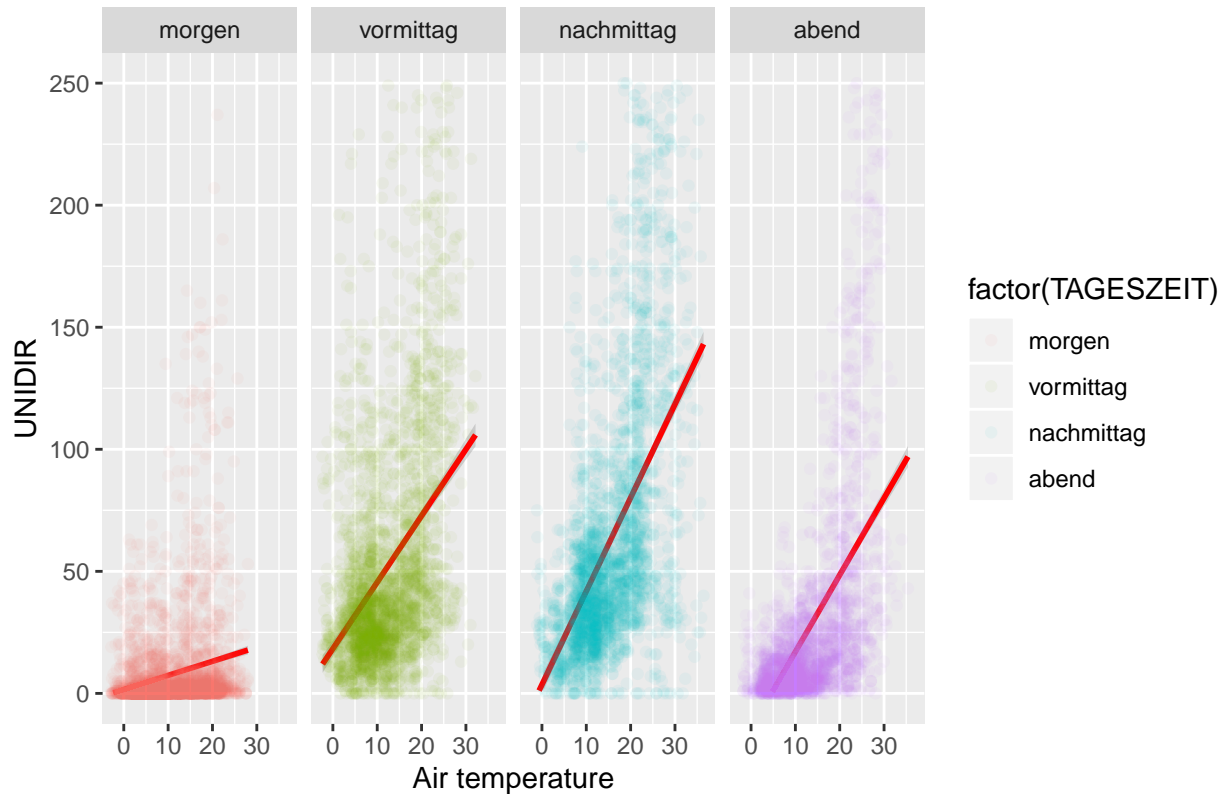 morgen vormittag nachmittag abend
250
200
150
100
50
0
UNIDIR
0 10 20 30 0 10 20 30 0 10 20 30 0 10 20 30
Air temperature
factor(TAGESZEIT)
morgen
vormittag
nachmittag
abend